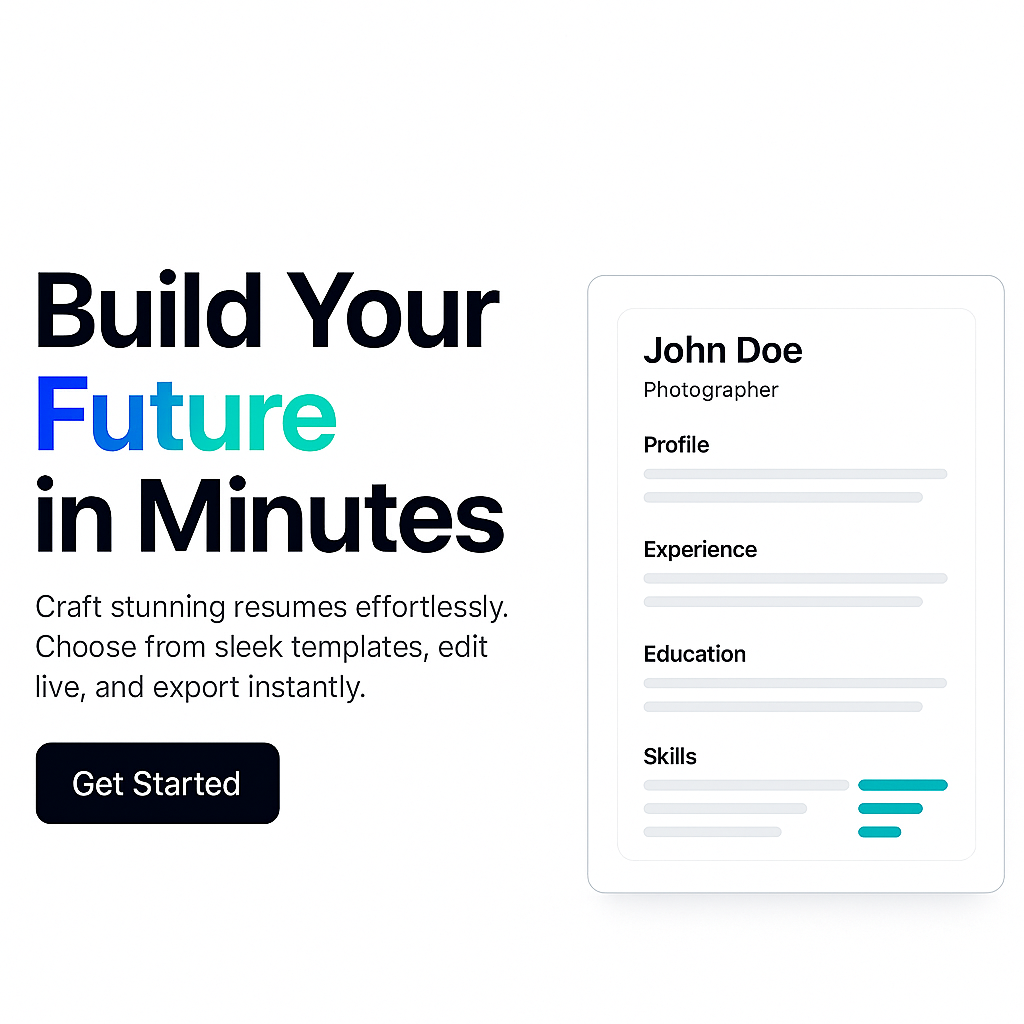 Build Your
Future
in Minutes
Craft stunning resumes effortlessly.
Choose from sleek templates, edit
live, and export instantly.
Get Started
John Doe
Photographer
Profile
Experience
Education
Skills